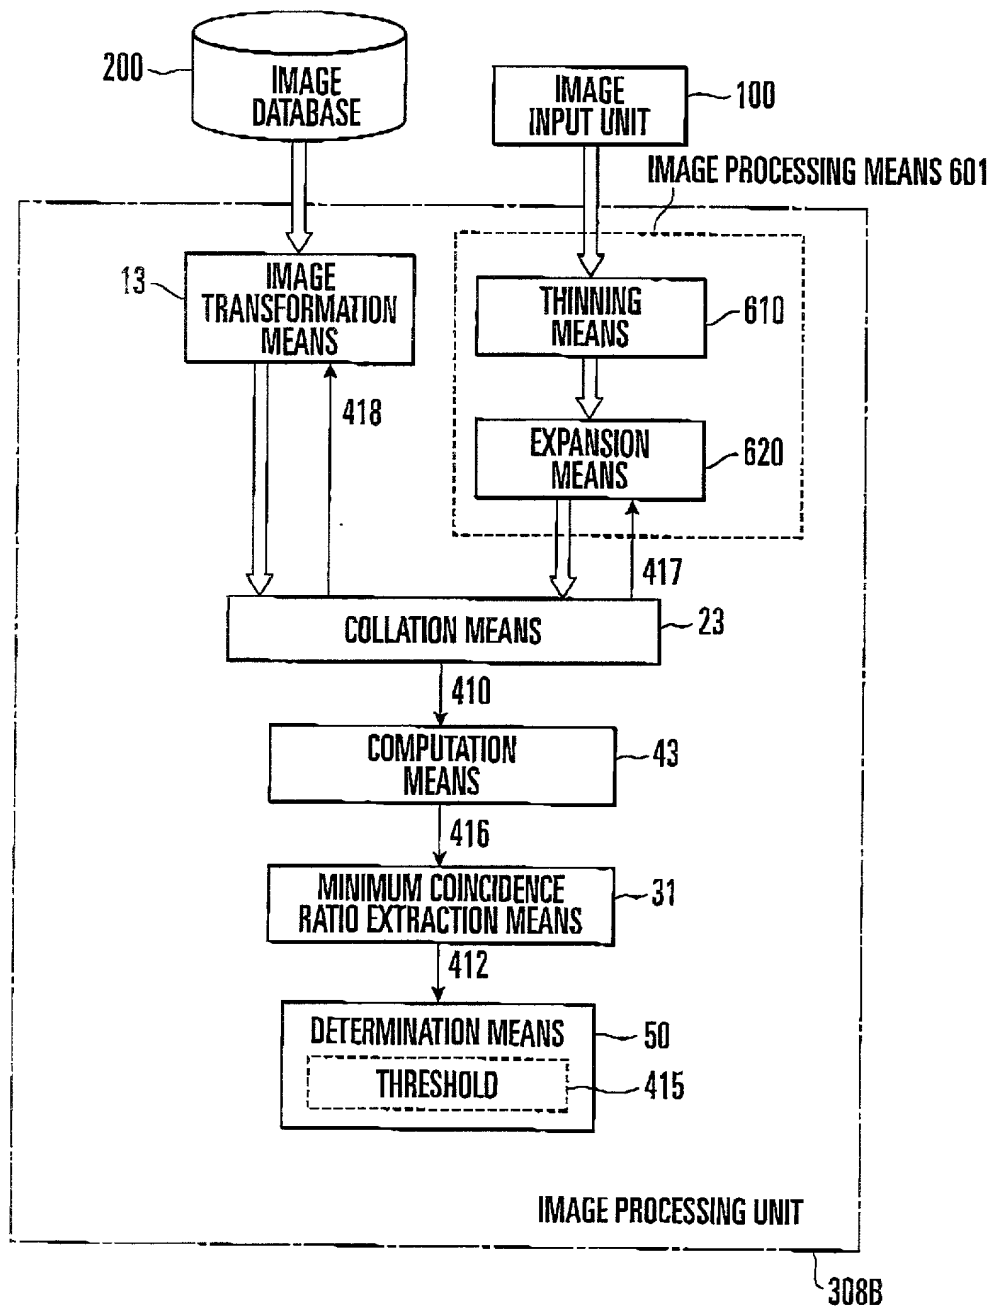 200
IMAGE
DATABASE
IMAGE
INPUT UNIT
100
IMAGE PROCESSING MEANS 601
13
IMAGE
TRANSFORMATION
MEANS
THINNING
MEANS
610
418
EXPANSION
MEANS
620
417
COLLATION MEANS
23
410
COMPUTATION
MEANS
43
416
MINIMUM COINCIDENCE
RATIO EXTRACTION MEANS
31
412
DETERMINATION MEANS
50
THRESHOLD
415
IMAGE PROCESSING UNIT
308B